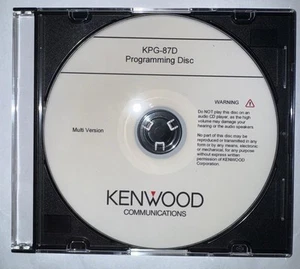 KPG-87D
Programming Disc
WARNING
Do NOT play this disc on an
audio CD player, as the high
volume may damage your
hearing or the audio speakers.
Multi Version
No part of this disc may be
reproduced or transmitted in any
form or by any means, electronic
or mechanical, for any purpose
without express written
permission of KENWOOD
Corporation.
KENWOOD
COMMUNICATIONS